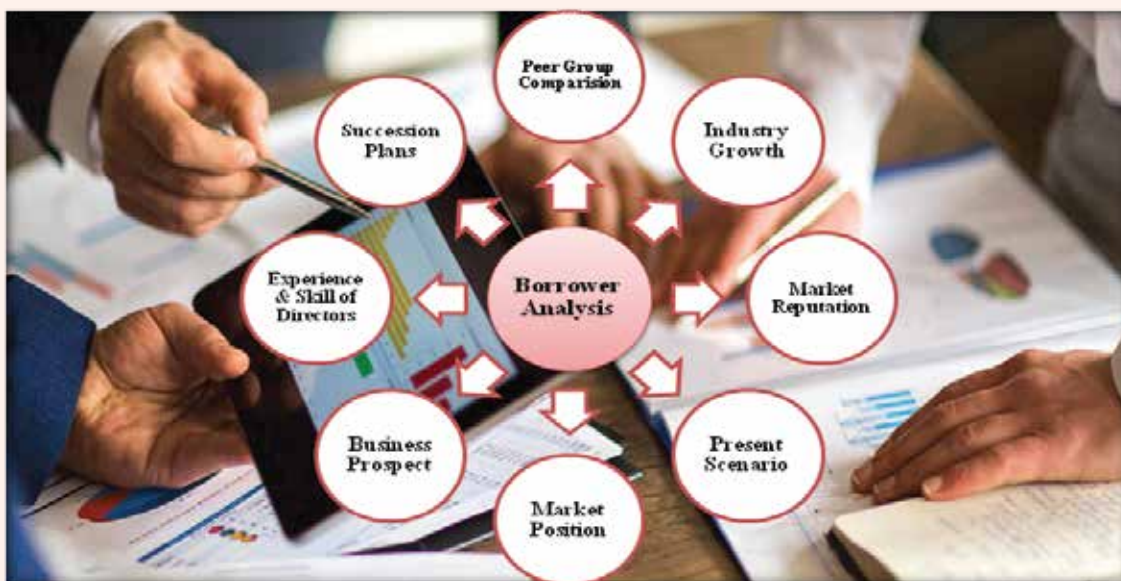 Peer Group
Comparision
Industry
Growth
Market
Reputation
Present
Scenario
Market
Position
Business
Prospect
Experience
& Skill of
Directors
Succession
Plans
Borrower
Analysis